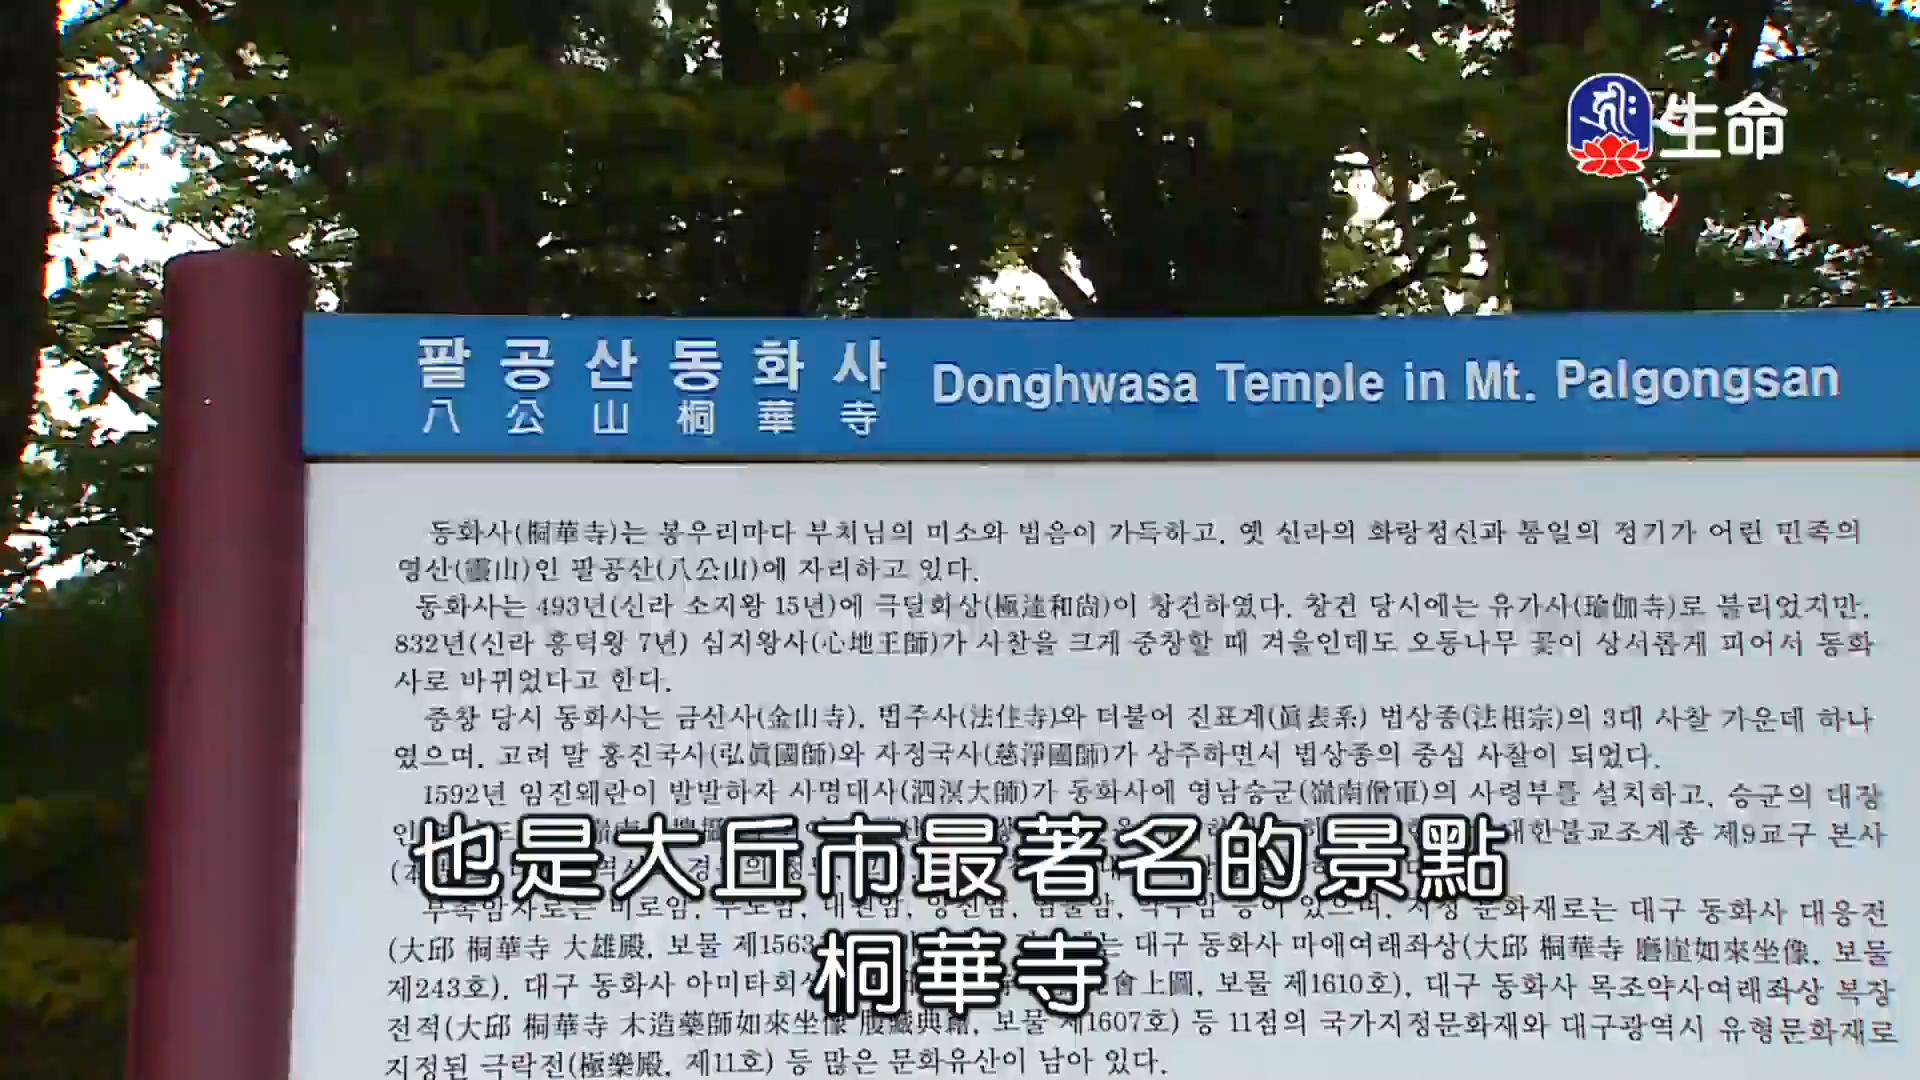 生命
팔공산동화사 Donghwasa Temple in Mt. Palgongsan
八公山桐華寺
동화사(桐華寺)는 봉우리마다 부처님의 미소와 법음이 가득하고, 옛 신라의 화랑정신과 통일의 정기가 어린 민족의
영산(靈山)인 팔공산(八公山)에 자리하고 있다.
동화사는 493년(신라 소지왕 15년)에 극달화상(極達和尙)이 창건하였다. 창건 당시에는 유가사(瑜伽寺)로 불리었지만,
832년(신라 흥덕왕 7년) 심지왕사(心地王師)가 사찰을 크게 중창할 때 겨울인데도 오동나무 꽃이 상서롭게 피어서 동화
사로 바뀌었다고 한다.
중창 당시 동화사는 금산사(金山寺), 법주사(法住寺)와 더불어 진표계(眞表系) 법상종(法相宗)의 3대 사찰 가운데 하나
였으며, 고려 말 홍진국사(弘眞國師)와 자정국사(慈淨國師)가 상주하면서 법상종의 중심 사찰이 되었다.
1592년 임진왜란이 발발하자 사명대사(泗溟大師)가 동화사에 영남승군(嶺南僧軍)의 사령부를 설치하고, 승군의 대장
대한불교조계종 제9교구 본사
也是大丘市最著名的景點
있으며, 지정 문화재로는 대구 동화사 대웅전
(大邱 桐華寺 大雄殿, 보물 제1563 대구 동화사 마애여래좌상(大邱 桐華寺 磨崖如來坐像, 보물
桐華寺
제243호), 대구 동화사 아미타회 會上圖, 보물 제1610호), 대구 동화사 목조약사여래좌상 복장
전적(大邱 桐華寺 木造藥師如來坐像 腹藏典籍, 보물 제1607호) 등 11점의 국가지정문화재와 대구광역시 유형문화재로
지정된 극락전(極樂殿, 제11호) 등 많은 문화유산이 남아 있다.